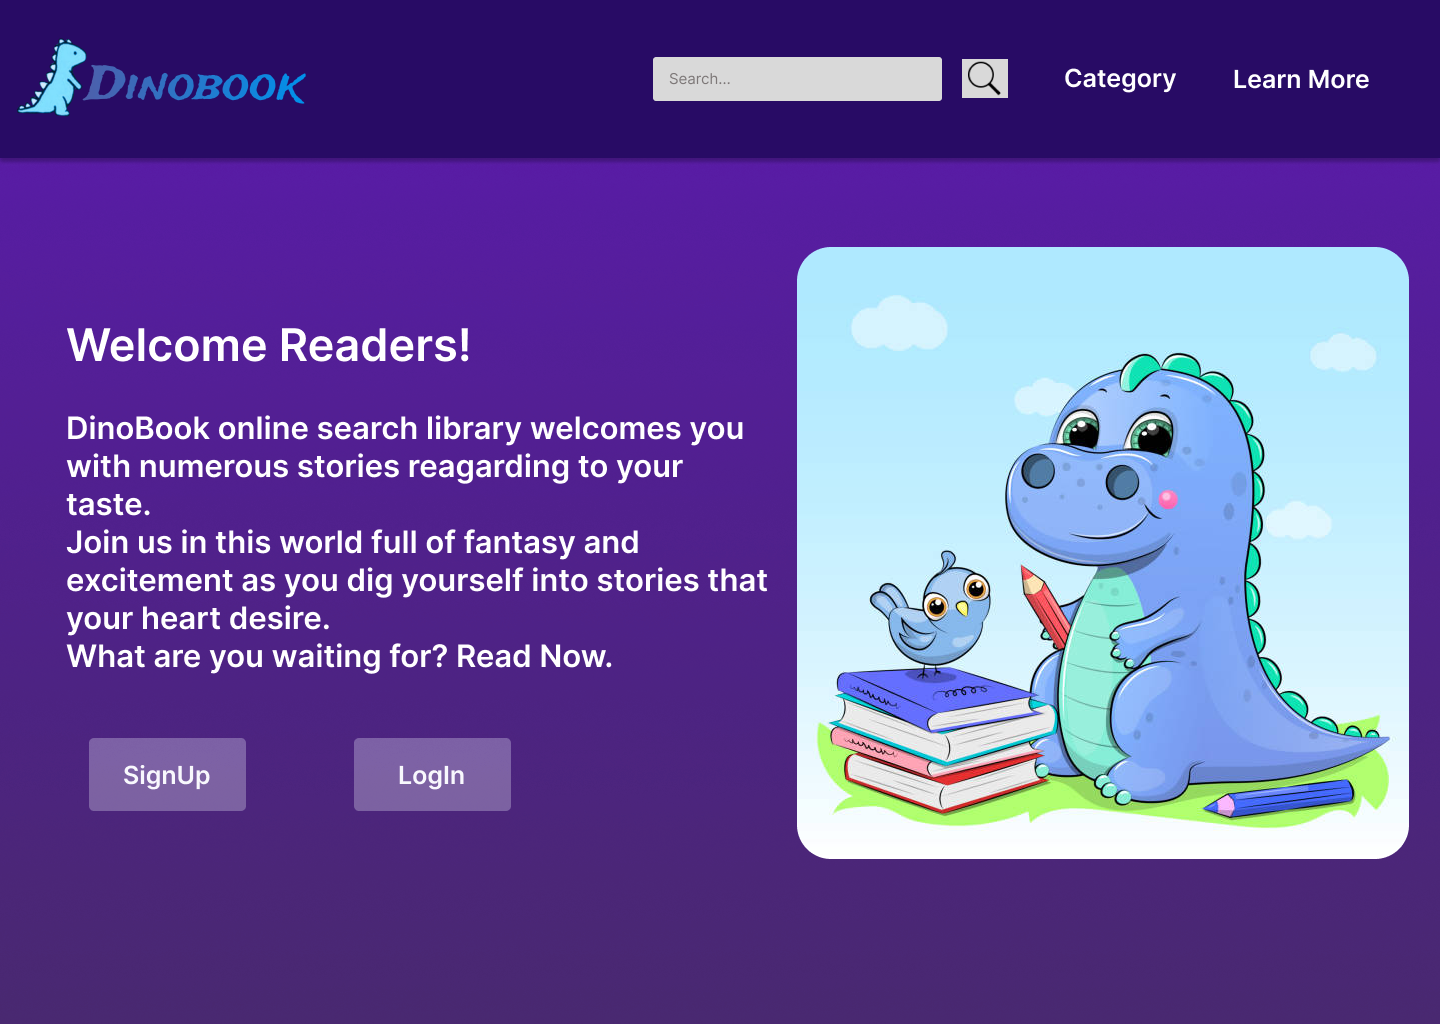 Dinobook
Search...
Category
Learn More
Welcome Readers!
DinoBook online search library welcomes you
with numerous stories reagarding to your
taste.
Join us in this world full of fantasy and
excitement as you dig yourself into stories that
your heart desire.
What are you waiting for? Read Now.
SignUp
LogIn